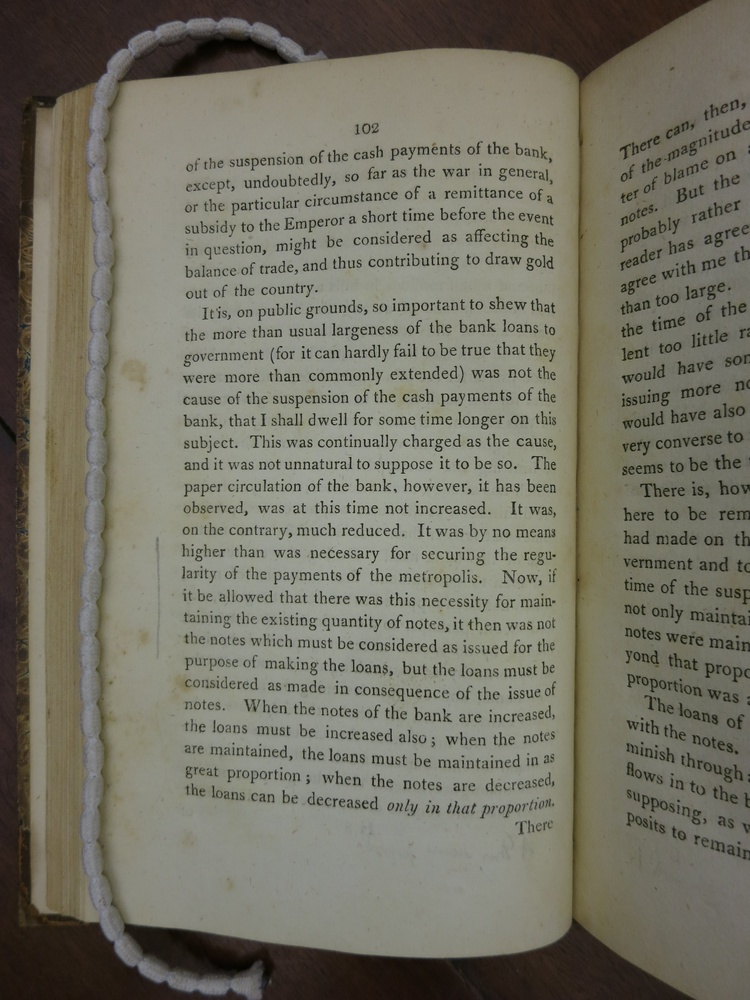 102
of the suspension of the cash payments of the bank,
except, undoubtedly, so far as the war in general,
or the particular circumstance of a remittance of a
subsidy to the Emperor a short time before the event
in question, might be considered as affecting the
balance of trade, and thus contributing to draw gold
out of the country.
It is, on public grounds, so important to shew that
the more than usual largeness of the bank loans to
government (for it can hardly fail to be true that they
were more than commonly extended) was not the
cause of the suspension of the cash payments of the
bank, that I shall dwell for some time longer on this
subject. This was continually charged as the cause,
and it was not unnatural to suppose it to be so. The
paper circulation of the bank, however, it has been
observed, was at this time not increased. It was,
on the contrary, much reduced. It was by no means
higher than was necessary for securing the regu-
larity of the payments of the metropolis. Now, if
it be allowed that there was this necessity for main-
taining the existing quantity of notes, it then was not
the notes which must be considered as issued for the
purpose of making the loans, but the loans must be
considered as made in consequence of the issue of
notes. When the notes of the bank are increased,
the loans must be increased also; when the notes
are maintained, the loans must be maintained in as
great proportion; when the notes are decreased,
the loans can be decreased only in that proportion.
There
There can, then,
of the magnitude
ter of blame on
notes. But the
probably rather
reader has agree
agree with me th
than too large.
the time of the
lent too little
would have som
issuing more no
would have also
very converse to
seems to be the
There is, how
here to be rem
had made on th
vernment and to
time of the susp
not only maintai
notes were main
yond that propo
proportion was
The loans of
with the notes.
minish through
flows in to the b
supposing, as w
posits to remain